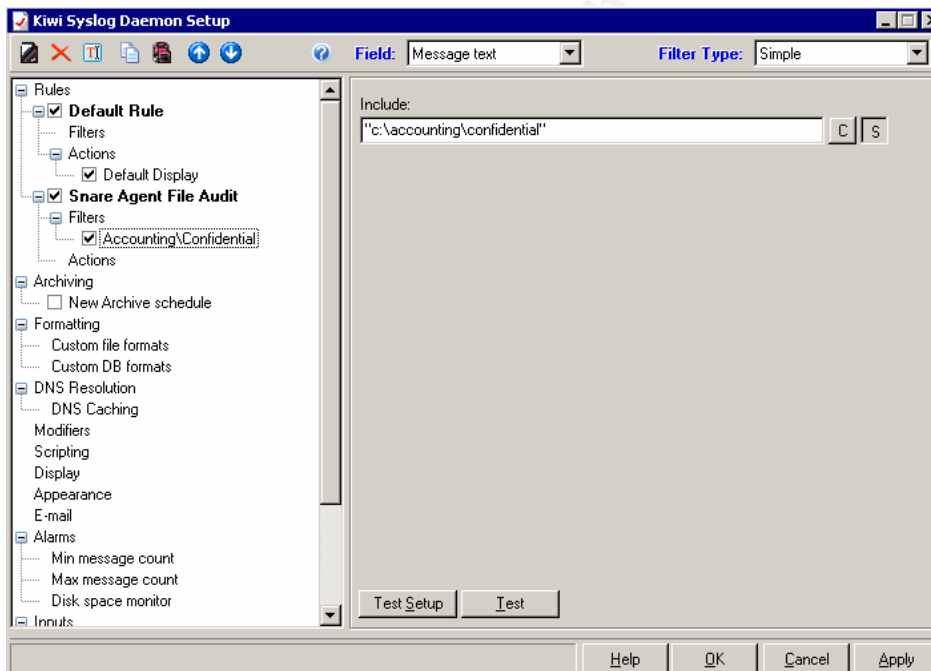 Kiwi Syslog Daemon Setup
Field: Message text Filter Type: Simple
Rules
Default Rule
Filters
Actions
Default Display
Snare Agent File Audit
Filters
Accounting\Confidential
Actions
Archiving
New Archive schedule
Formatting
Custom file formats
Custom DB formats
DNS Resolution
DNS Caching
Modifiers
Scripting
Display
Appearance
E-mail
Alarms
Min message count
Max message count
Disk space monitor
Inputs
Include:
"c:\accounting\confidential" C S
Test Setup Test
Help OK Cancel Apply